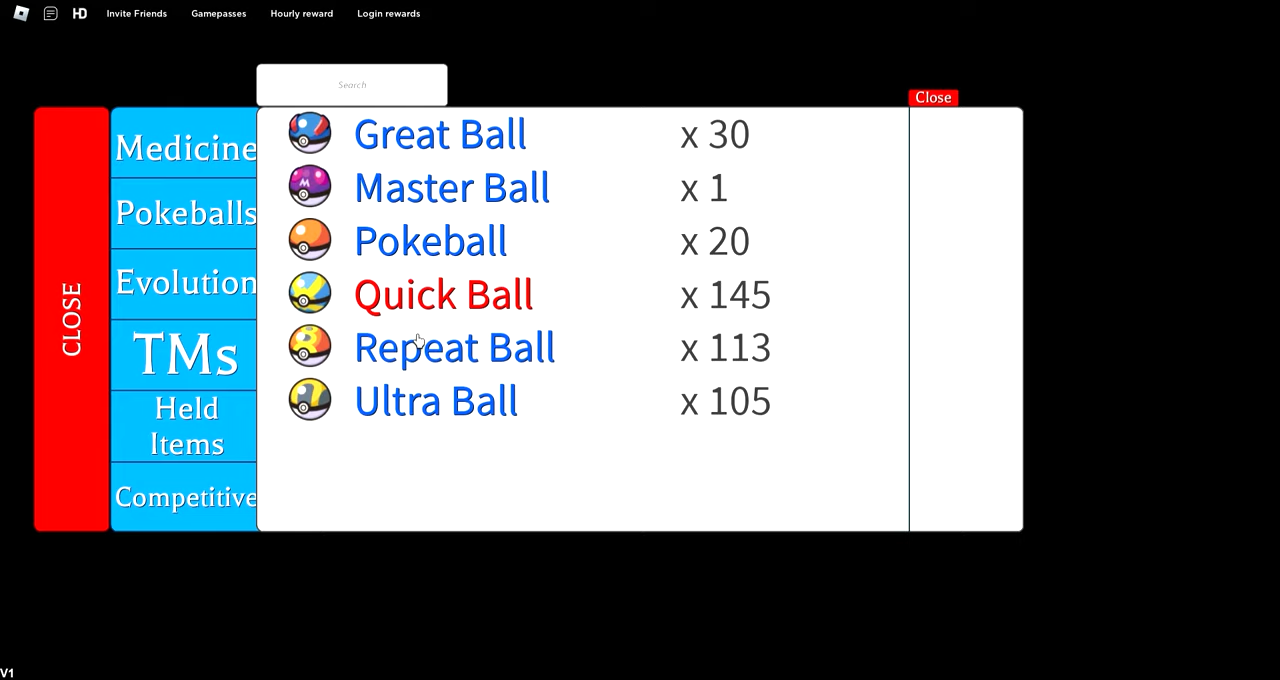 HD Invite Friends Gamepasses Hourly reward Login rewards
Search
Close
CLOSE
Medicine
Pokeballs
Evolution
TMs
Held
Items
Competitive
Great Ball x 30
Master Ball x 1
Pokeball x 20
Quick Ball x 145
Repeat Ball x 113
Ultra Ball x 105
V1